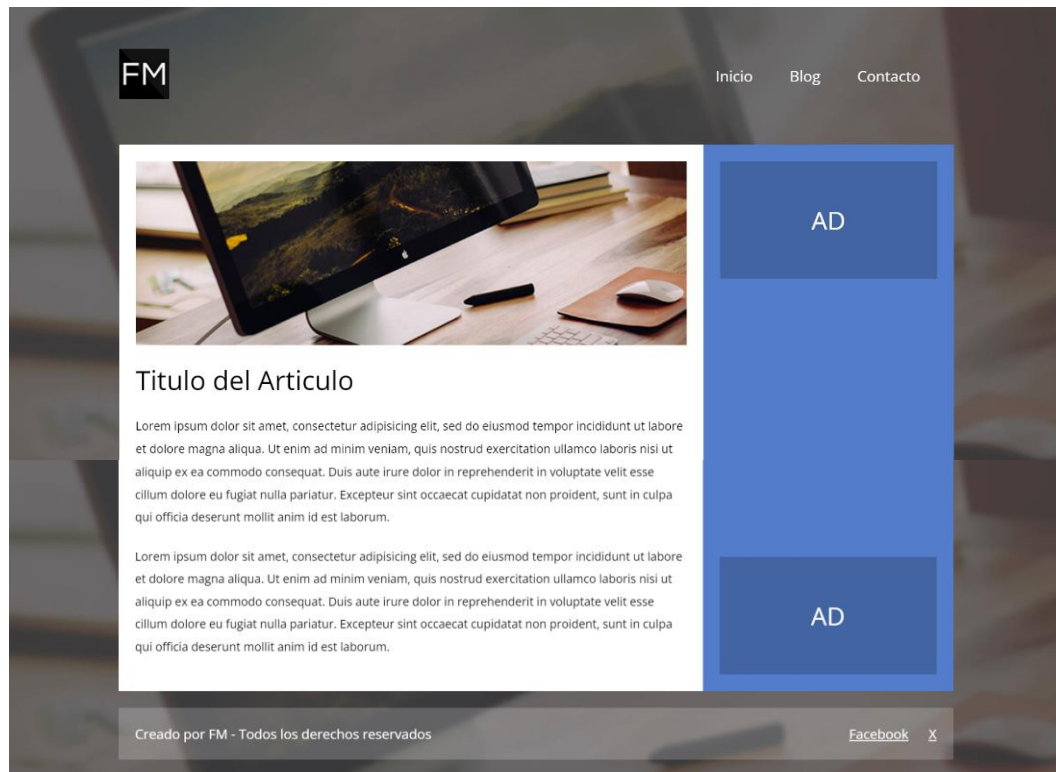 FM
Inicio Blog Contacto
AD
Titulo del Articulo
Lorem ipsum dolor sit amet, consectetur adipisicing elit, sed do eiusmod tempor incididunt ut labore
et dolore magna aliqua. Ut enim ad minim veniam, quis nostrud exercitation ullamco laboris nisi ut
aliquip ex ea commodo consequat. Duis aute irure dolor in reprehenderit in voluptate velit esse
cillum dolore eu fugiat nulla pariatur. Excepteur sint occaecat cupidatat non proident, sunt in culpa
qui officia deserunt mollit anim id est laborum.
Lorem ipsum dolor sit amet, consectetur adipisicing elit, sed do eiusmod tempor incididunt ut labore
et dolore magna aliqua. Ut enim ad minim veniam, quis nostrud exercitation ullamco laboris nisi ut
aliquip ex ea commodo consequat. Duis aute irure dolor in reprehenderit in voluptate velit esse
cillum dolore eu fugiat nulla pariatur. Excepteur sint occaecat cupidatat non proident, sunt in culpa
qui officia deserunt mollit anim id est laborum.
AD
Creado por FM - Todos los derechos reservados
Facebook X